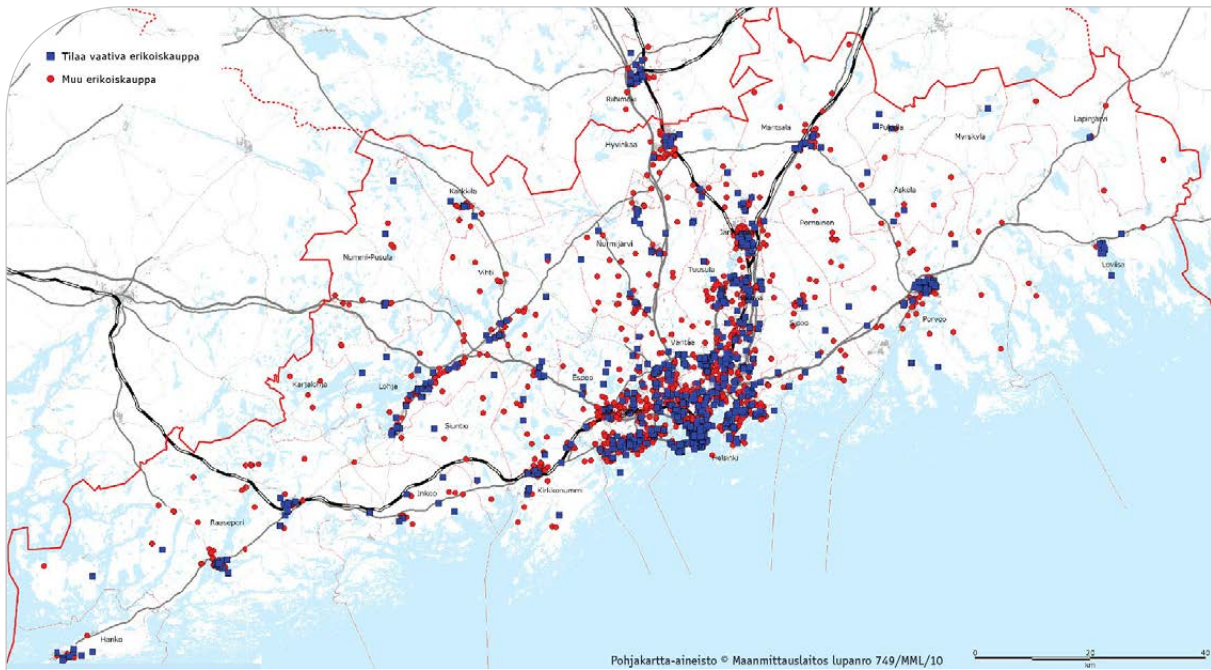 Tilaa vaativa erikoiskauppa
Muu erikoiskauppa
Riihimäki
Hyvinkää
Mäntsälä
Pukkila
Myrskylä
Lapinjärvi
Karkkila
Askola
Nummi-Pusula
Nurmijärvi
Pornainen
Vihti
Tuusula
Loviisa
Sipoo
Porvoo
Vantaa
Karjalohja
Lohja
Espoo
Siuntio
Helsinki
Inkoo
Kirkkonummi
Raasepori
Hanko
Pohjakartta-aineisto © Maanmittauslaitos lupanro 749/MML/10
0 20 40
km